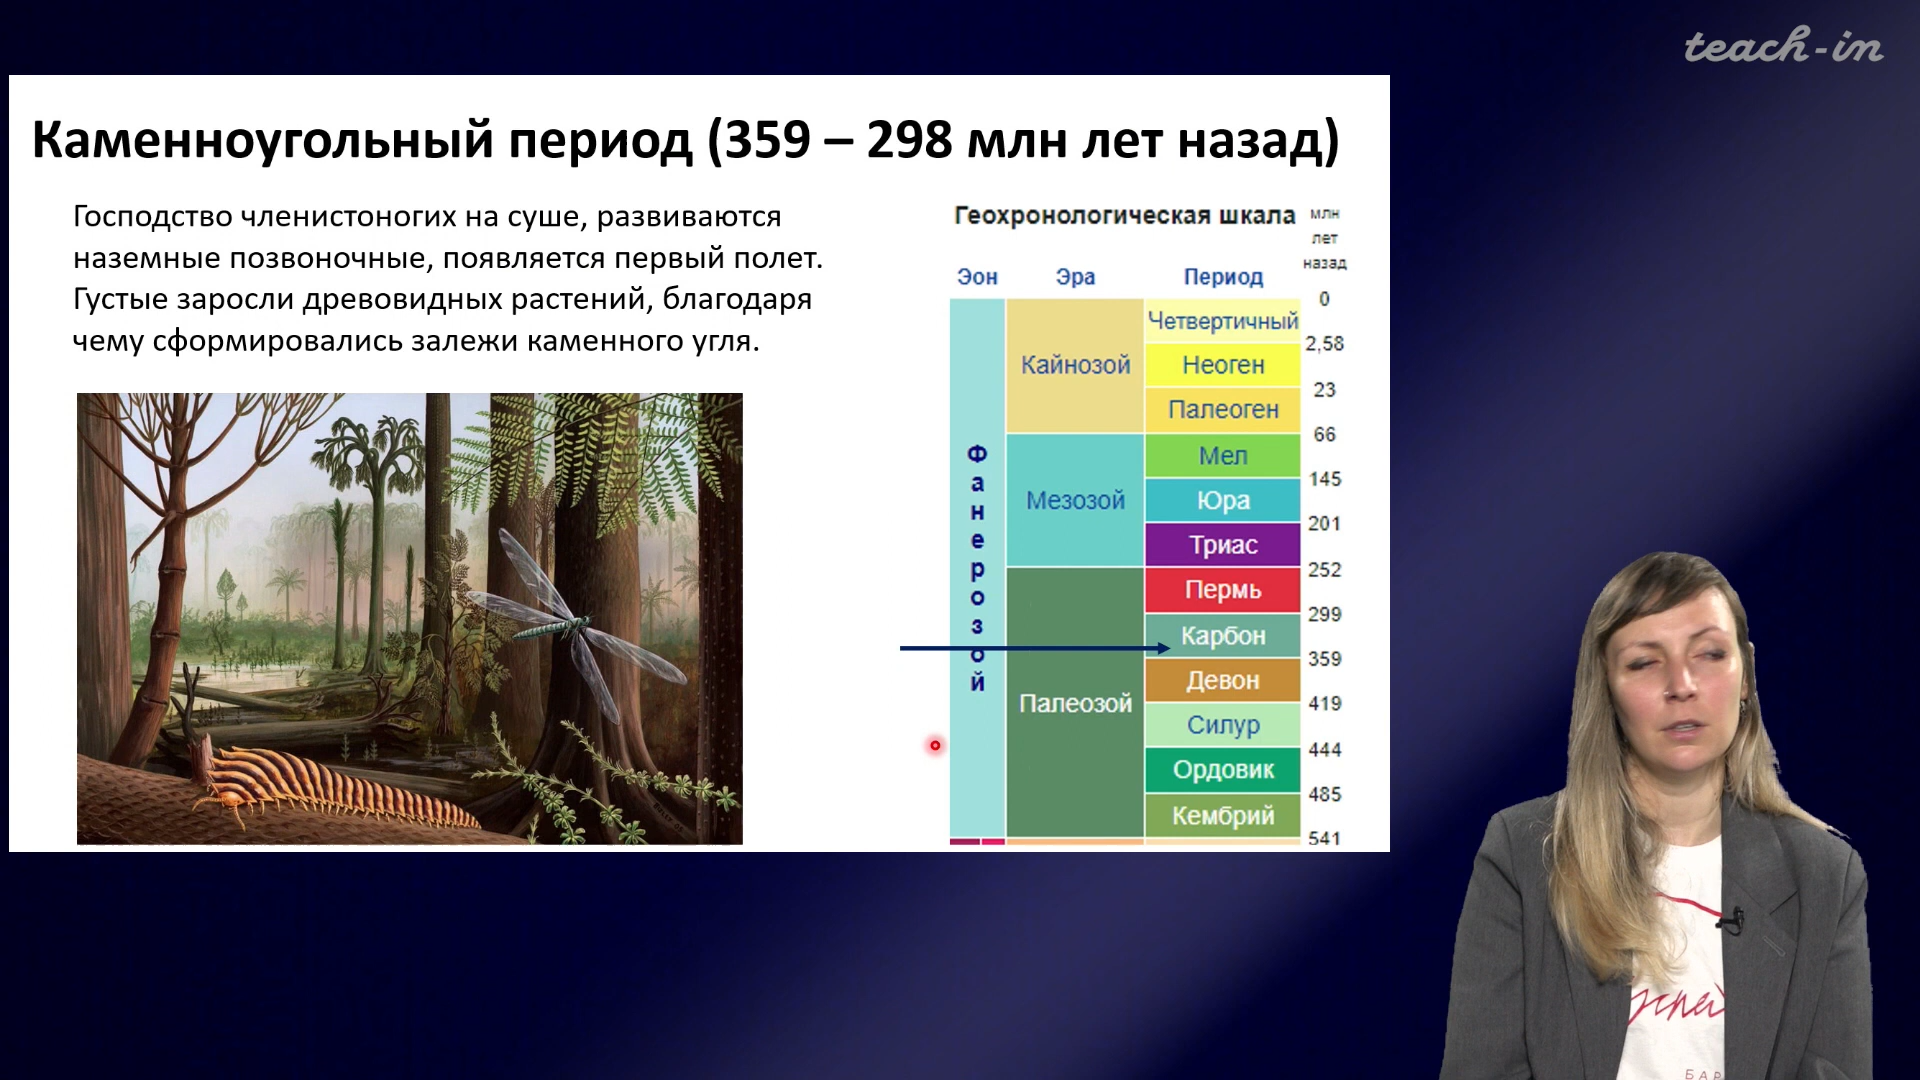 teach-in
Каменноугольный период (359 – 298 млн лет назад)
Господство членистоногих на суше, развиваются
наземные позвоночные, появляется первый полет.
Густые заросли древовидных растений, благодаря
чему сформировались залежи каменного угля.
Геохронологическая шкала
млн
лет
назад
Эон Эра Период
0
Четвертичный
2,58
Кайнозой
Неоген
23
Палеоген
66
Фанерозой
Мел
145
Мезозой
Юра
201
Триас
252
Пермь
299
Карбон
359
Девон
419
Палеозой
Силур
444
Ордовик
485
Кембрий
541
БАР